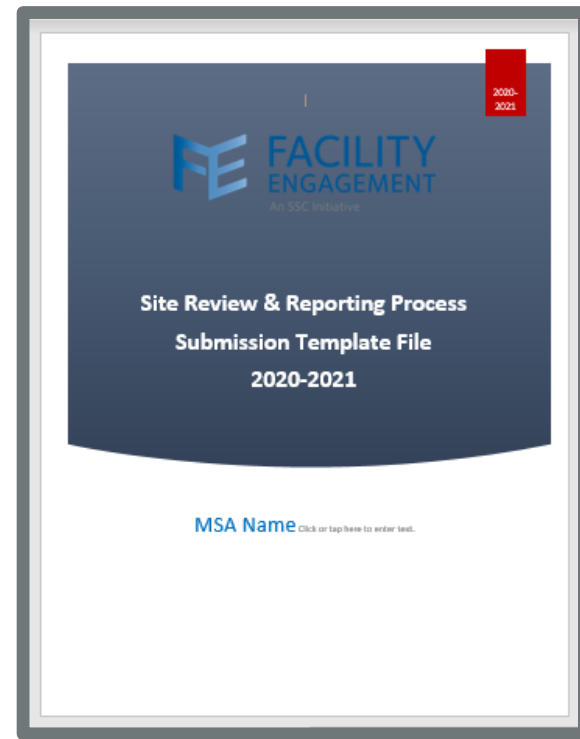 2020-
2021
FE FACILITY
ENGAGEMENT
An SSC Initiative
Site Review & Reporting Process
Submission Template File
2020-2021
MSA Name Click or tap here to enter text.